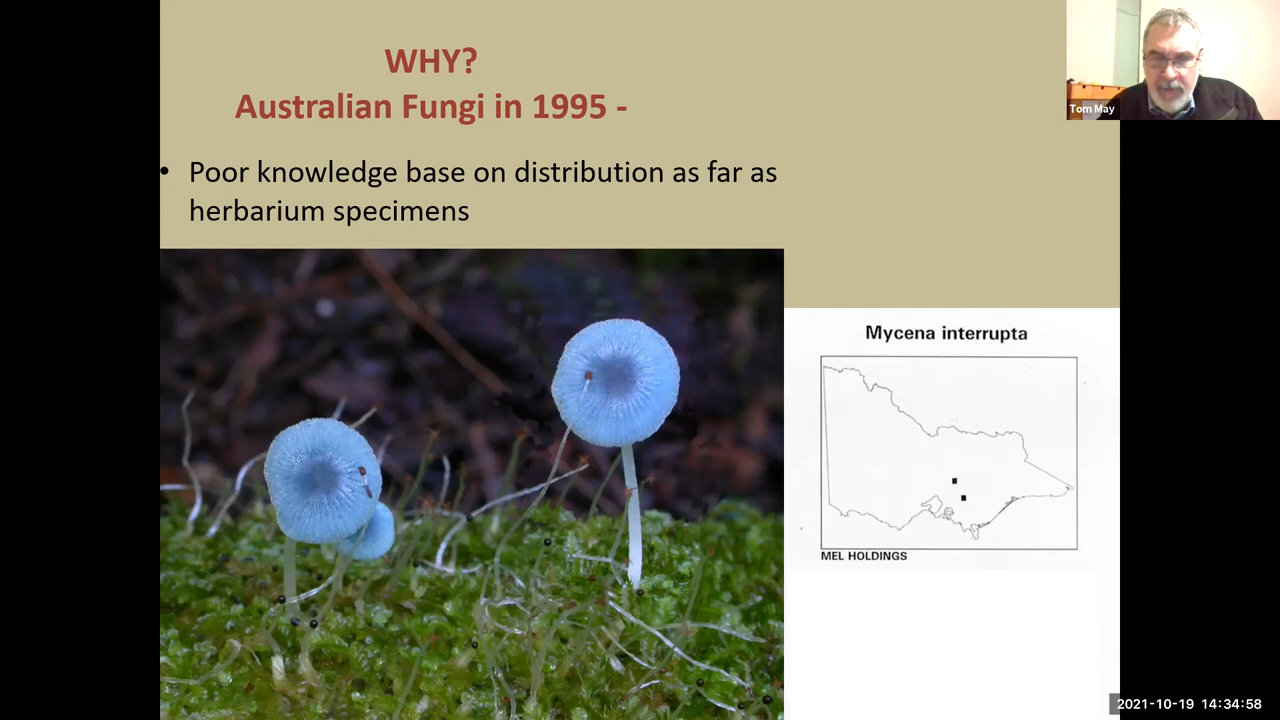 WHY?
Australian Fungi in 1995 -
• Poor knowledge base on distribution as far as
herbarium specimens
Tom May
Mycena interrupta
MEL HOLDINGS
2021-10-19 14:34:58